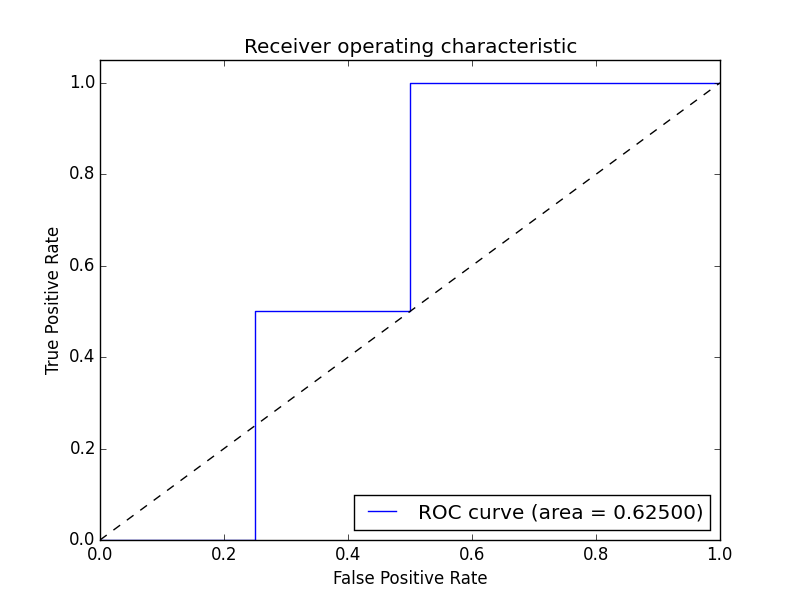 Receiver operating characteristic
1.0
0.8
0.6
0.4
0.2
0.0
True Positive Rate
ROC curve (area = 0.62500)
0.0 0.2 0.4 0.6 0.8 1.0
False Positive Rate